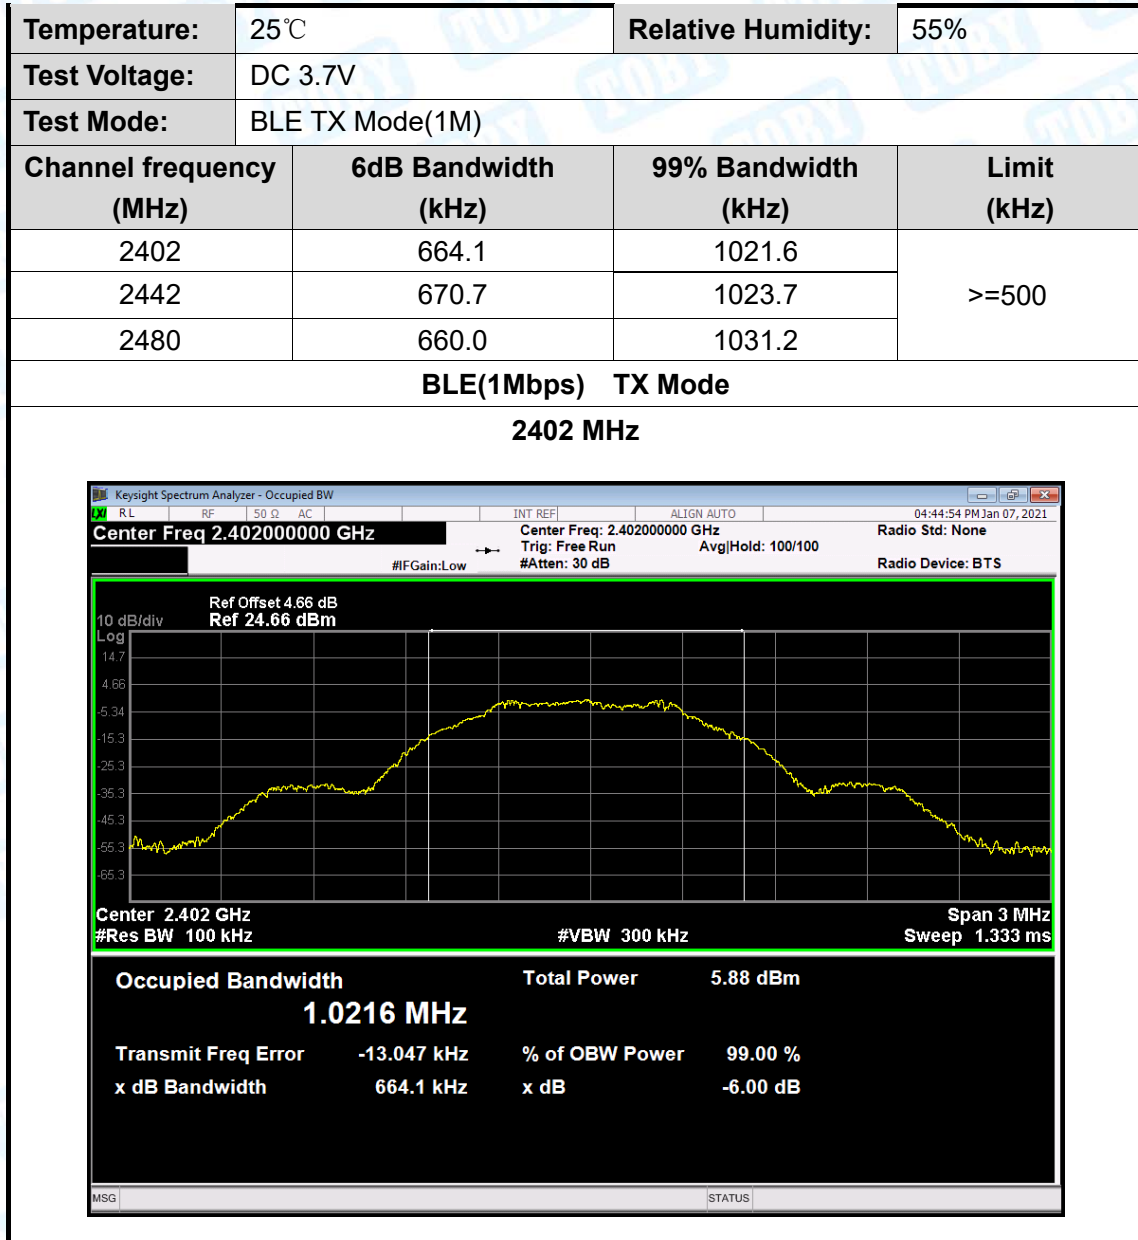 Temperature: 25℃ Relative Humidity: 55%
Test Voltage: DC 3.7V
Test Mode: BLE TX Mode(1M)
Channel frequency (MHz) 6dB Bandwidth (kHz) 99% Bandwidth (kHz) Limit (kHz)
2402 664.1 1021.6 >=500
2442 670.7 1023.7
2480 660.0 1031.2
BLE(1Mbps) TX Mode
2402 MHz
Keysight Spectrum Analyzer - Occupied BW
LXI RL RF 50 Ω AC INT REF ALIGN AUTO 04:44:54 PM Jan 07, 2021
Center Freq 2.402000000 GHz
Center Freq: 2.402000000 GHz Radio Std: None
Trig: Free Run Avg|Hold: 100/100
#IFGain:Low #Atten: 30 dB Radio Device: BTS
Ref Offset 4.66 dB
10 dB/div Ref 24.66 dBm
Log
14.7
4.66
-5.34
-15.3
-25.3
-35.3
-45.3
-55.3
-65.3
Center 2.402 GHz Span 3 MHz
#Res BW 100 kHz #VBW 300 kHz Sweep 1.333 ms
Occupied Bandwidth Total Power 5.88 dBm
1.0216 MHz
Transmit Freq Error -13.047 kHz % of OBW Power 99.00 %
x dB Bandwidth 664.1 kHz x dB -6.00 dB
MSG STATUS
TOBY